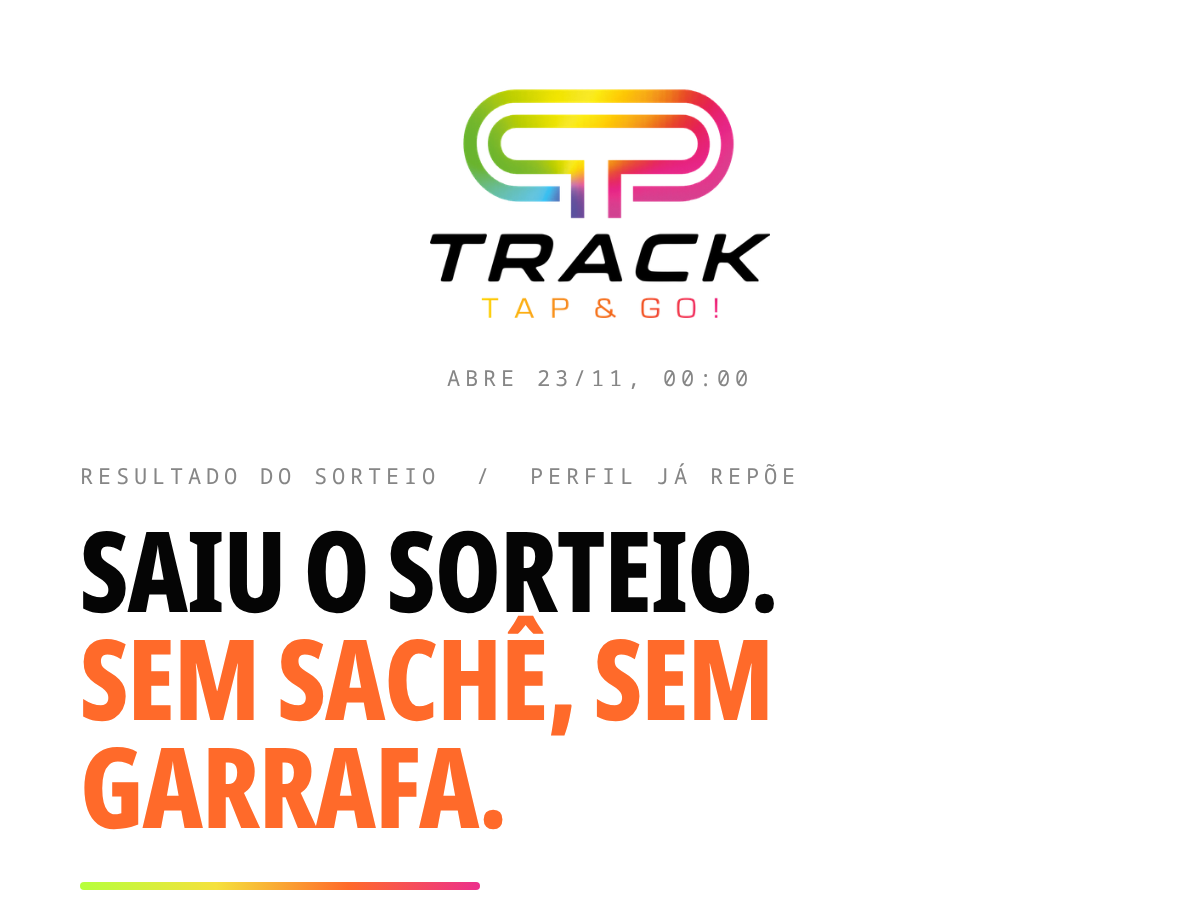 TRACK
TAP & GO!
ABRE 23/11, 00:00
RESULTADO DO SORTEIO / PERFIL JÁ REPÕE
SAIU O SORTEIO.
SEM SACHÊ, SEM
GARRAFA.